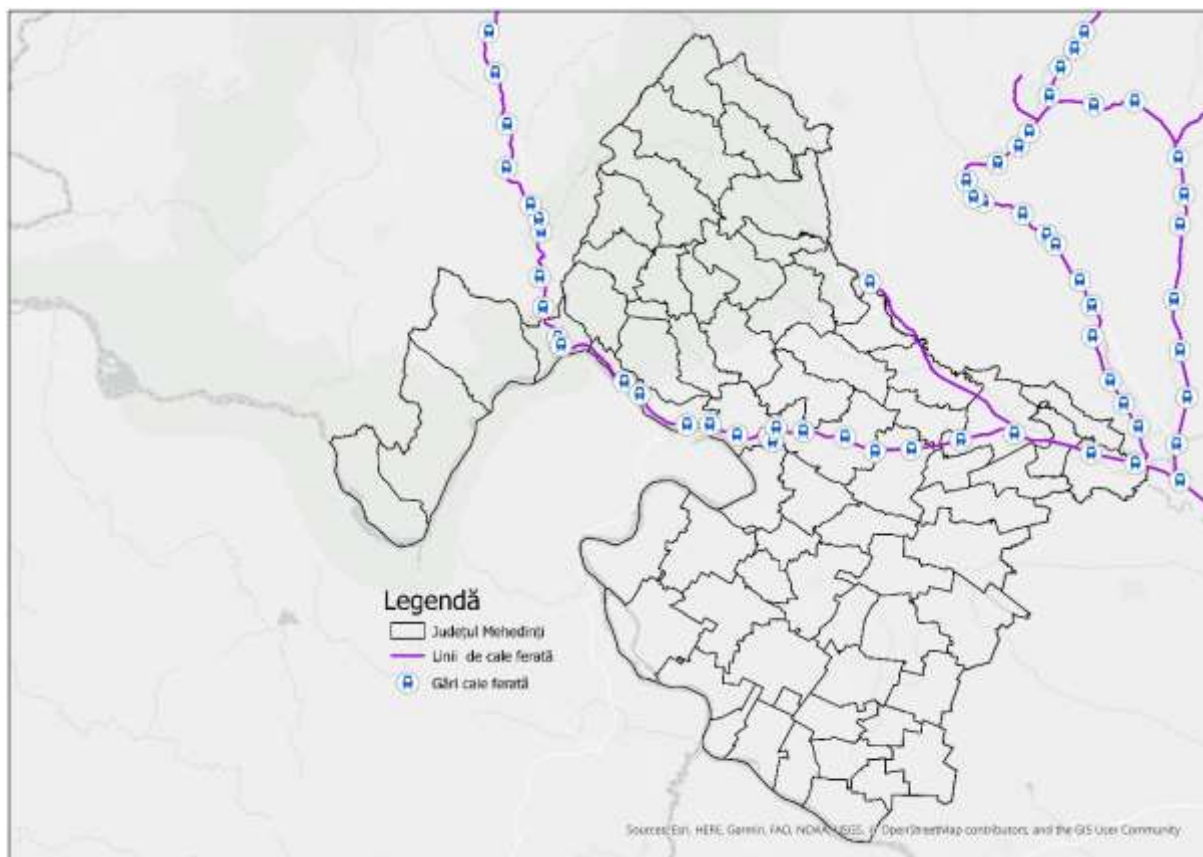 Legendă
Județul Mehedinți
Linii de cale ferată
Gări cale ferată
Sources: Esri, HERE, Garmin, FAO, NOAA, USGS, © OpenStreetMap contributors, and the GIS User Community